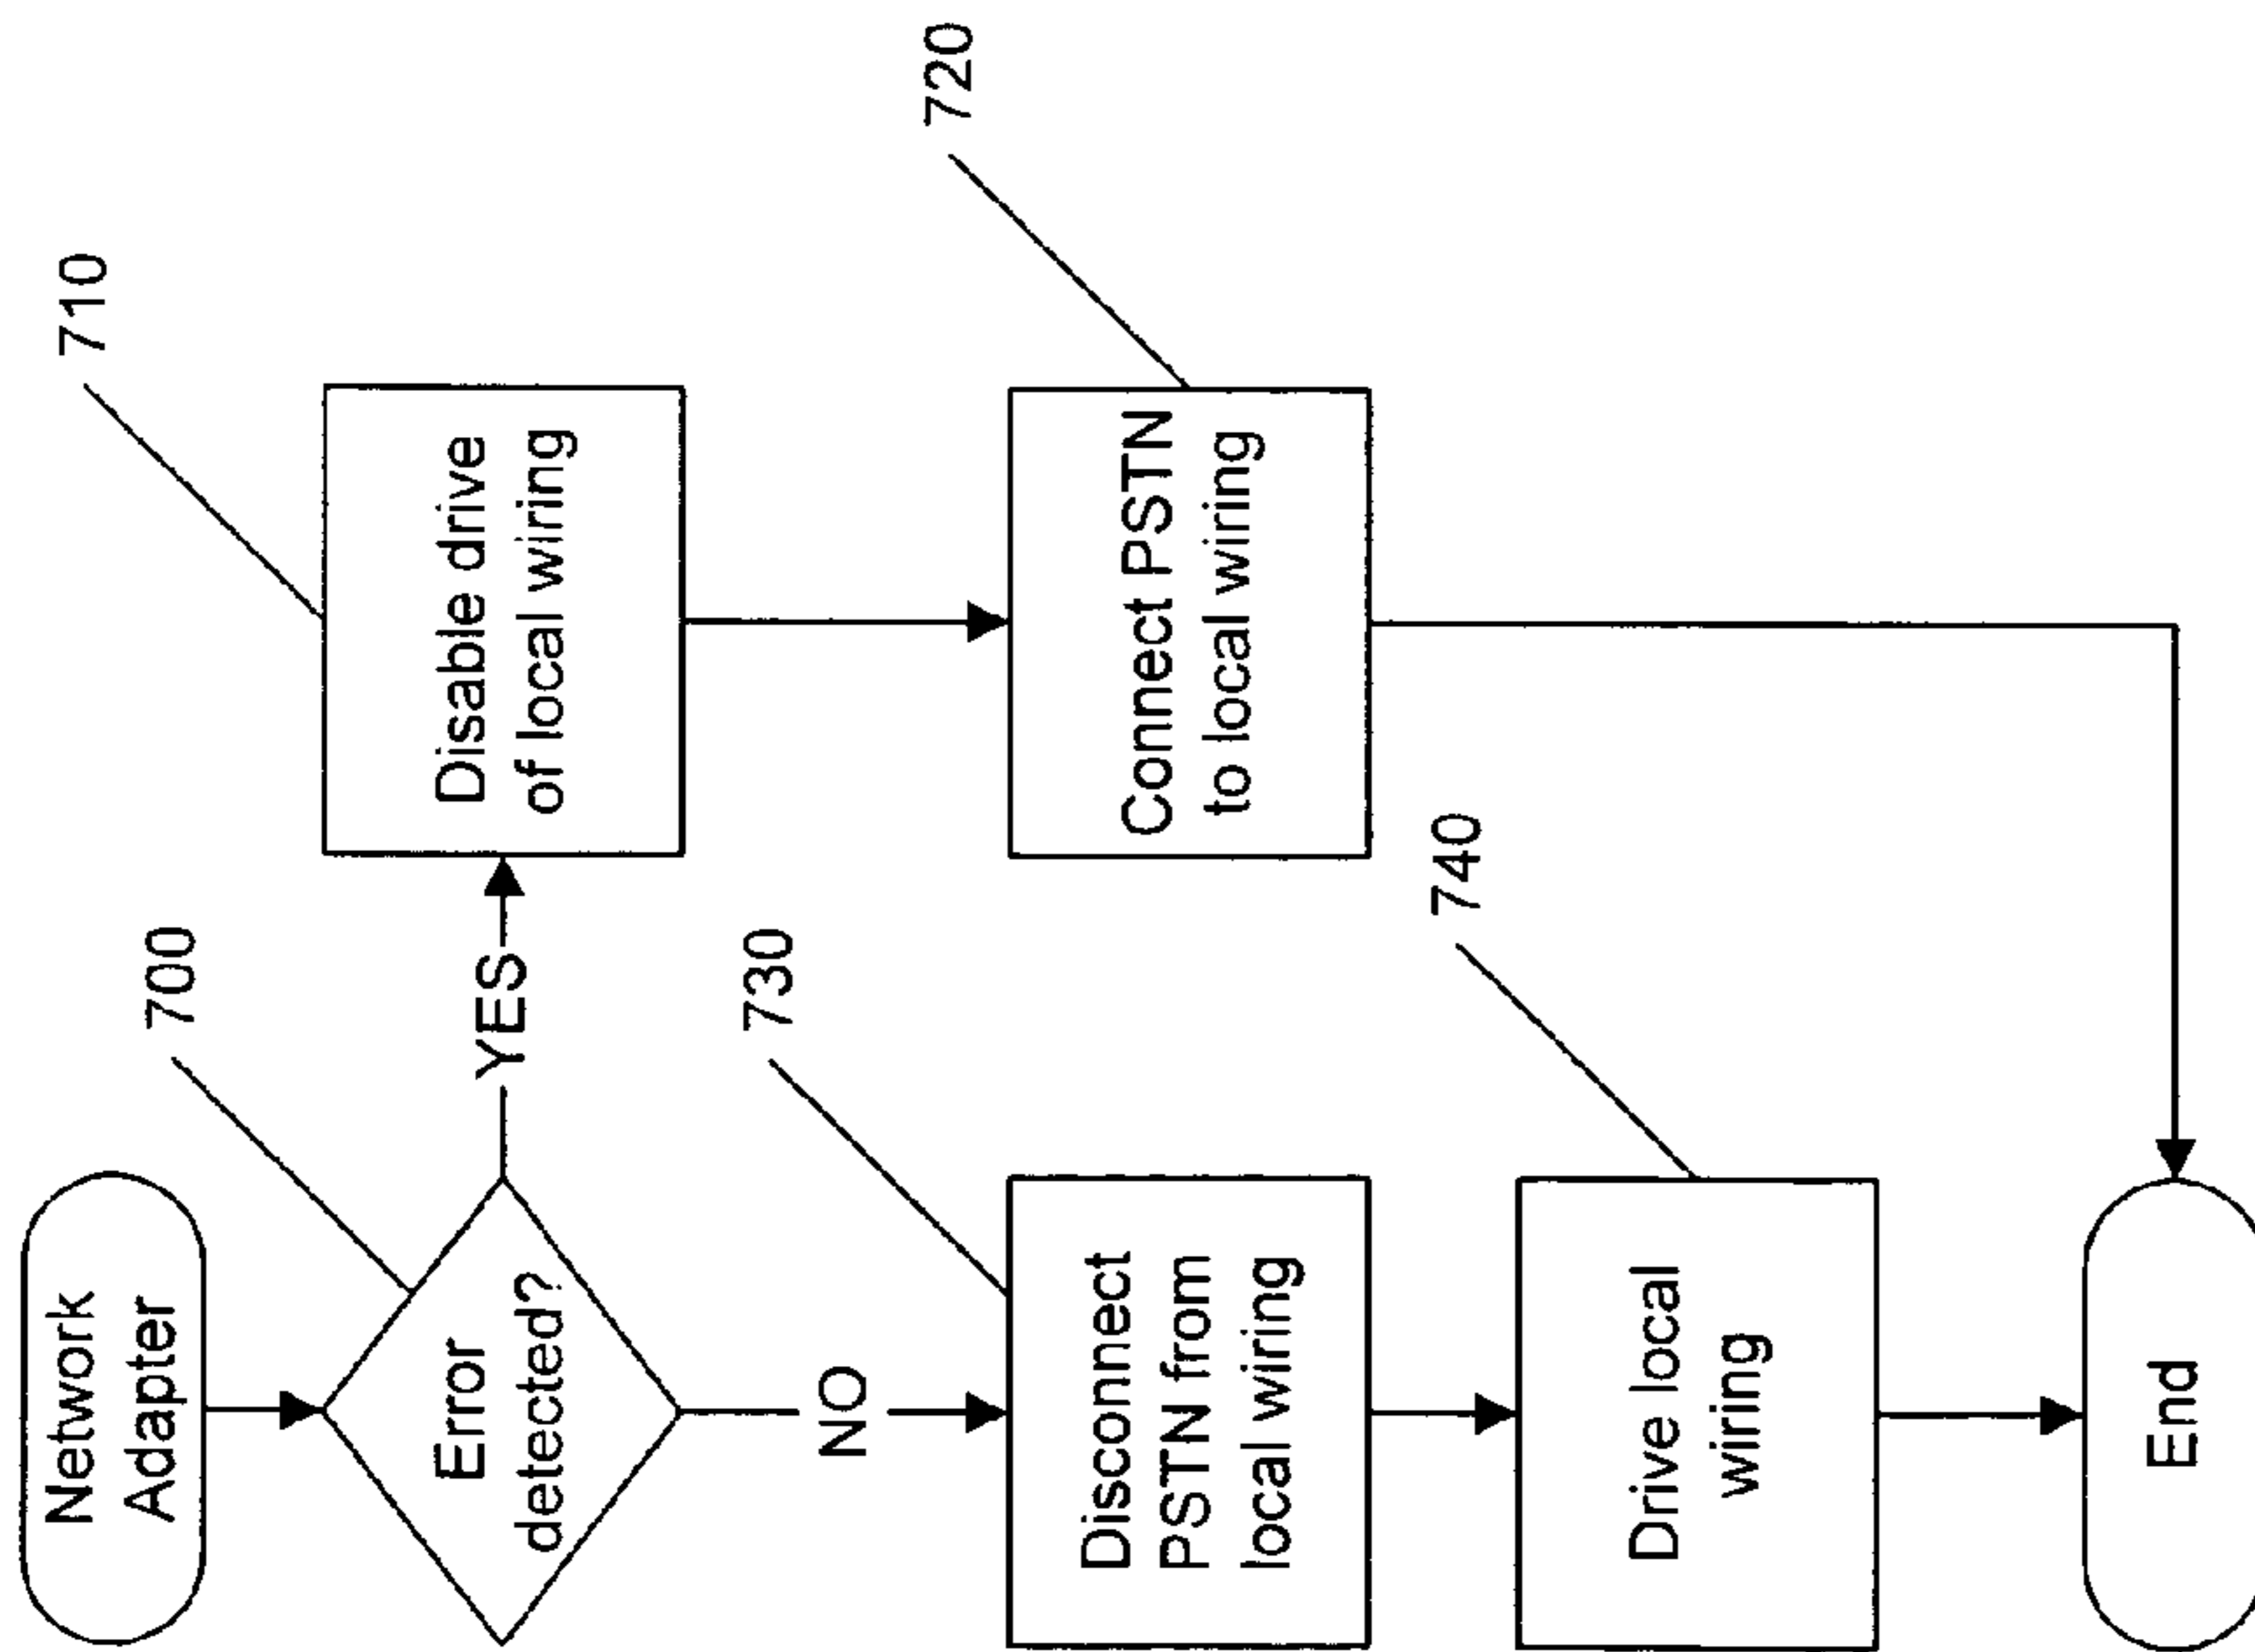 Network
Adapter
700
Error
detected?
YES
710
Disable drive
of local wiring
720
Connect PSTN
to local wiring
NO
730
Disconnect
PSTN from
local wiring
740
Drive local
wiring
End